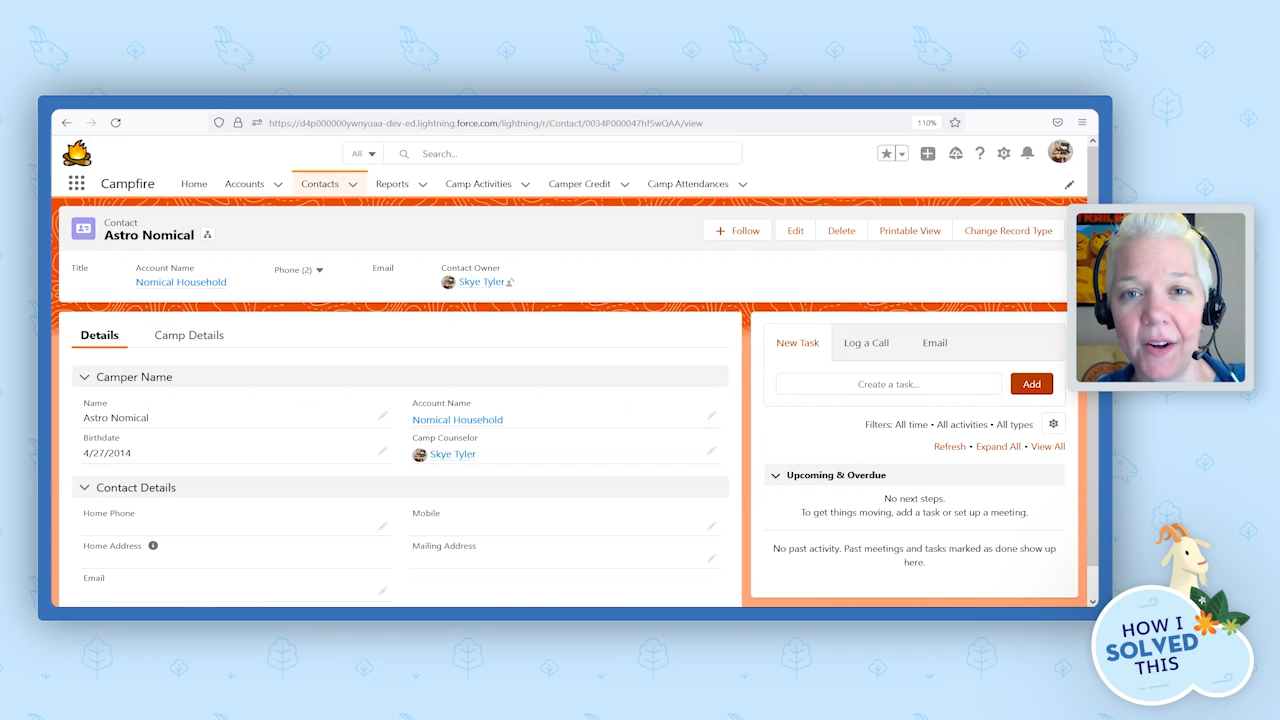 https://d4p000000ywnyuaa-dev-ed.lightning.force.com/lightning/r/Contact/0034P000047hf5wQAA/view
110%
All
Search...
Campfire
Home
Accounts
Contacts
Reports
Camp Activities
Camper Credit
Camp Attendances
Contact
Astro Nomical
Follow
Edit
Delete
Printable View
Change Record Type
Title
Account Name
Phone (2)
Email
Contact Owner
Nomical Household
Skye Tyler
Details
Camp Details
Camper Name
Name
Account Name
Astro Nomical
Nomical Household
Birthdate
Camp Counselor
4/27/2014
Skye Tyler
Contact Details
Home Phone
Mobile
Home Address
Mailing Address
Email
New Task
Log a Call
Email
Create a task...
Add
Filters: All time • All activities • All types
Refresh • Expand All • View All
Upcoming & Overdue
No next steps.
To get things moving, add a task or set up a meeting.
No past activity. Past meetings and tasks marked as done show up
here.
HOW I
SOLVED
THIS